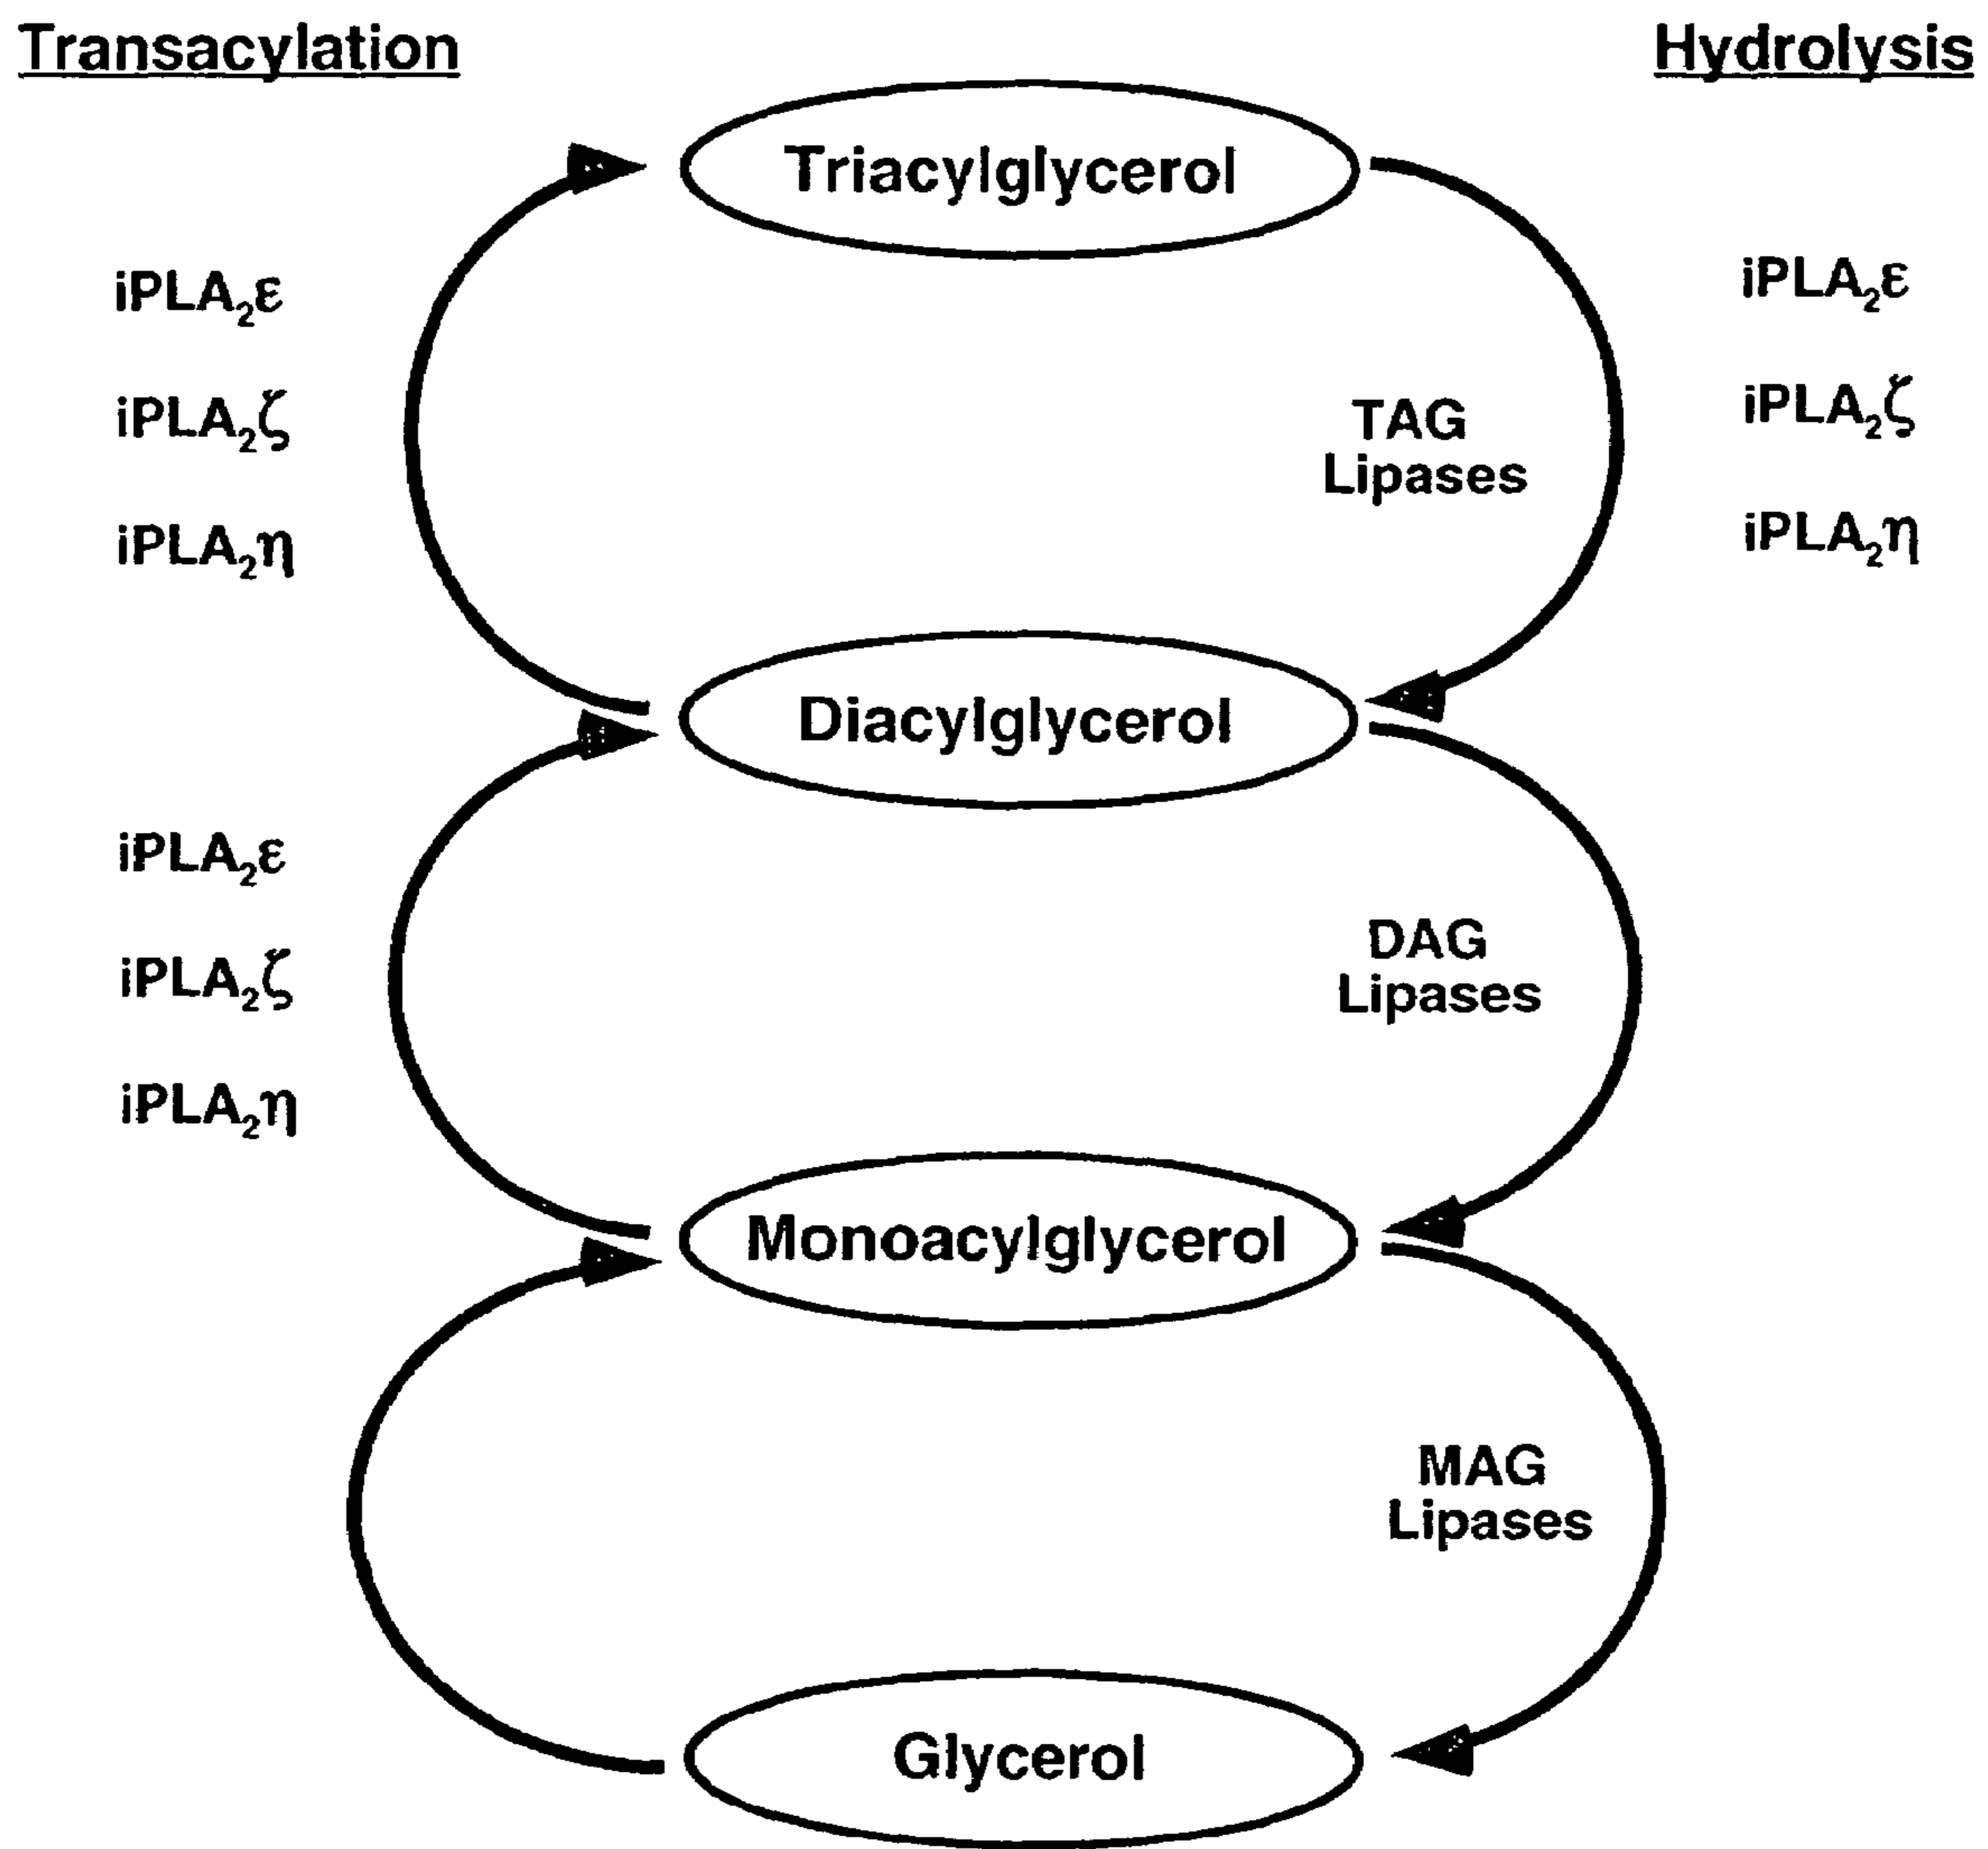 Transacylation
Hydrolysis
Triacylglycerol
iPLA₂ε
iPLA₂ε
iPLA₂ζ
TAG
Lipases
iPLA₂ζ
iPLA₂η
iPLA₂η
Diacylglycerol
iPLA₂ε
DAG
Lipases
iPLA₂ζ
iPLA₂η
Monoacylglycerol
MAG
Lipases
Glycerol